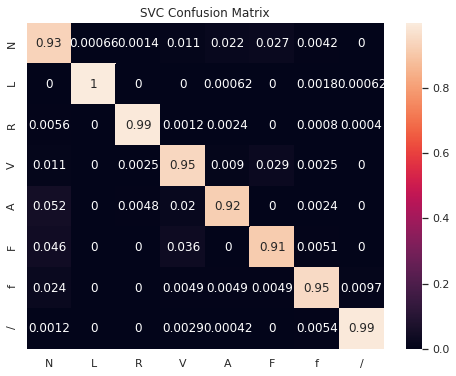 SVC Confusion Matrix
N 0.93 0.00066 0.0014 0.011 0.022 0.027 0.0042 0
L 0 1 0 0 0.00062 0 0.0018 0.00062
R 0.0056 0 0.99 0.0012 0.0024 0 0.0008 0.0004
V 0.011 0 0.0025 0.95 0.009 0.029 0.0025 0
A 0.052 0 0.0048 0.02 0.92 0 0.0024 0
F 0.046 0 0 0.036 0 0.91 0.0051 0
f 0.024 0 0 0.0049 0.0049 0.0049 0.95 0.0097
/ 0.0012 0 0 0.0029 0.00042 0 0.0054 0.99
N L R V A F f /
0.8
0.6
0.4
0.2
0.0